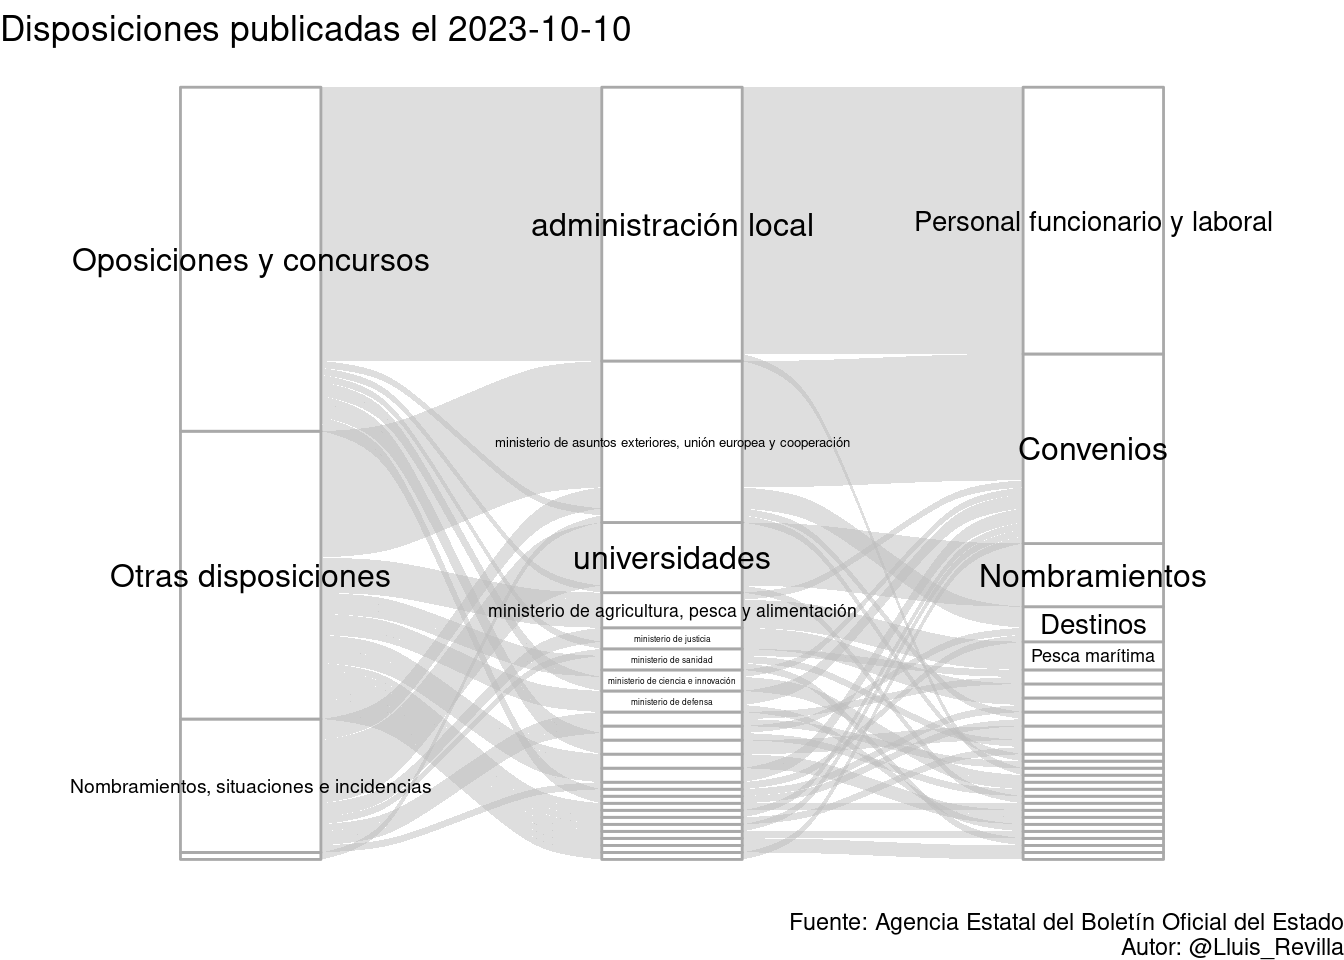 Disposiciones publicadas el 2023-10-10
Oposiciones y concursos
Otras disposiciones
Nombramientos, situaciones e incidencias
administración local
ministerio de asuntos exteriores, unión europea y cooperación
universidades
ministerio de agricultura, pesca y alimentación
ministerio de justicia
ministerio de sanidad
ministerio de ciencia e innovación
ministerio de defensa
Personal funcionario y laboral
Convenios
Nombramientos
Destinos
Pesca marítima
Fuente: Agencia Estatal del Boletín Oficial del Estado
Autor: @Lluis_Revilla